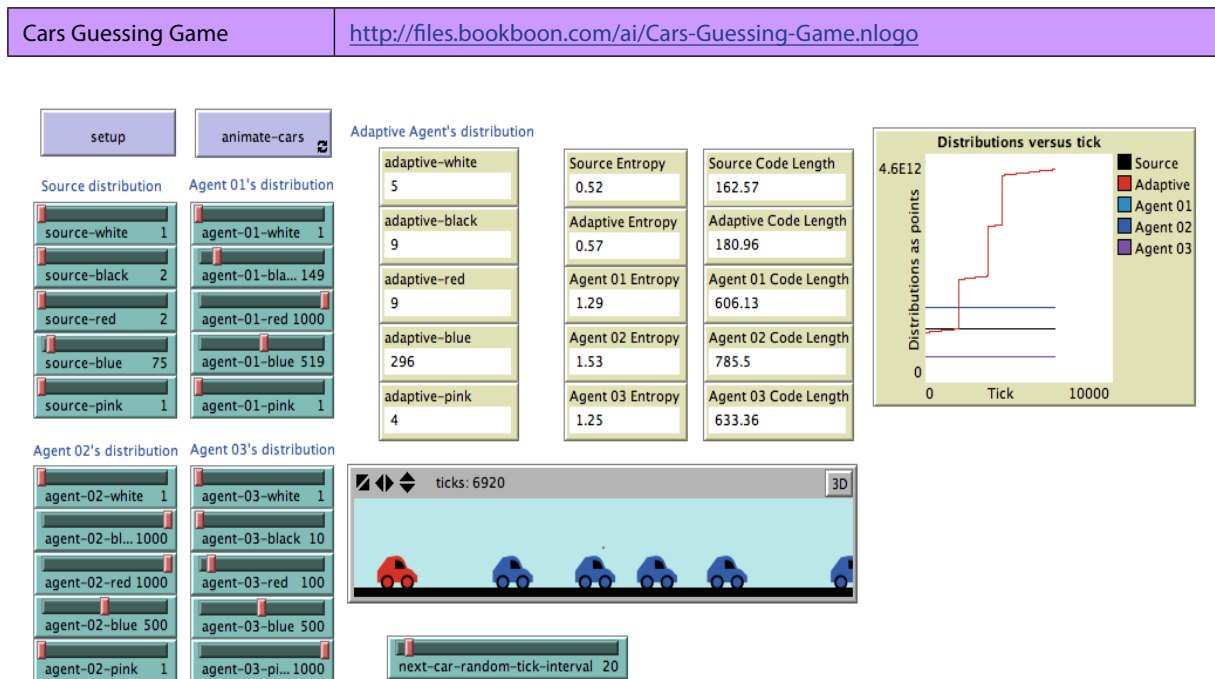 Cars Guessing Game http://files.bookboon.com/ai/Cars-Guessing-Game.nlogo
setup
animate-cars
Source distribution
source-white 1
source-black 2
source-red 2
source-blue 75
source-pink 1
Agent 01's distribution
agent-01-white 1
agent-01-bla... 149
agent-01-red 1000
agent-01-blue 519
agent-01-pink 1
Agent 02's distribution
agent-02-white 1
agent-02-bl... 1000
agent-02-red 1000
agent-02-blue 500
agent-02-pink 1
Agent 03's distribution
agent-03-white 1
agent-03-black 10
agent-03-red 100
agent-03-blue 500
agent-03-pi... 1000
Adaptive Agent's distribution
adaptive-white
5
adaptive-black
9
adaptive-red
9
adaptive-blue
296
adaptive-pink
4
Source Entropy
0.52
Adaptive Entropy
0.57
Agent 01 Entropy
1.29
Agent 02 Entropy
1.53
Agent 03 Entropy
1.25
Source Code Length
162.57
Adaptive Code Length
180.96
Agent 01 Code Length
606.13
Agent 02 Code Length
785.5
Agent 03 Code Length
633.36
Distributions versus tick
4.6E12
Distributions as points
0
0 Tick 10000
Source
Adaptive
Agent 01
Agent 02
Agent 03
ticks: 6920
3D
next-car-random-tick-interval 20